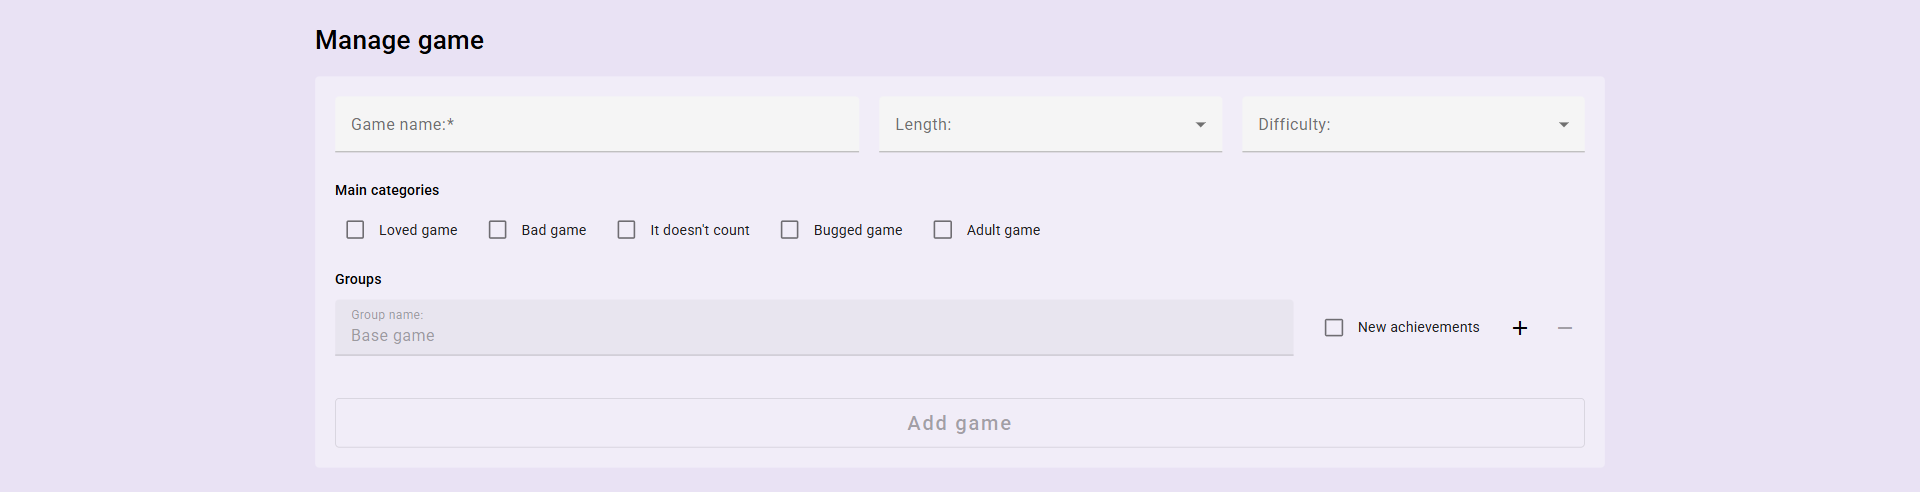 Manage game
Game name:* Length: Difficulty:
Main categories
Loved game Bad game It doesn't count Bugged game Adult game
Groups
Group name:
Base game New achievements
Add game